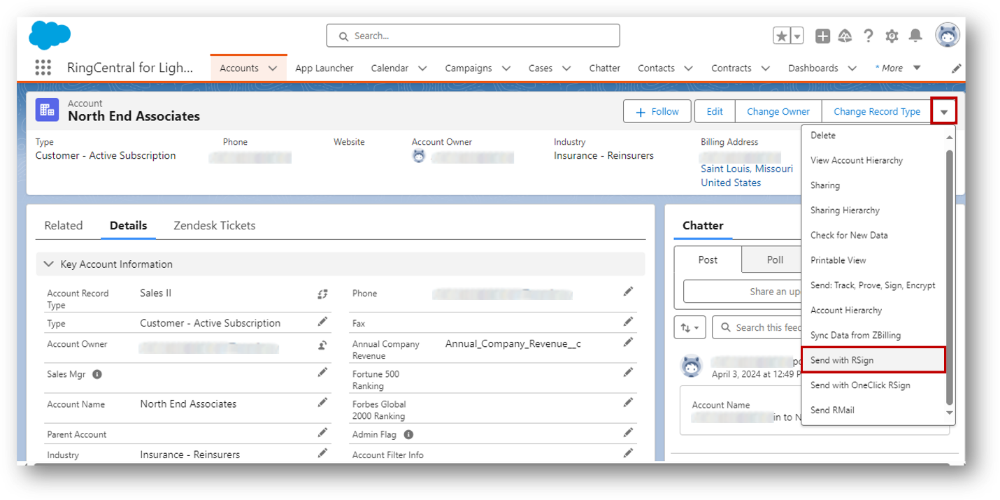 Search...
RingCentral for Ligh...
Accounts
App Launcher
Calendar
Campaigns
Cases
Chatter
Contacts
Contracts
Dashboards
* More
Account
North End Associates
+ Follow
Edit
Change Owner
Change Record Type
Type
Customer - Active Subscription
Phone
Website
Account Owner
Industry
Insurance - Reinsurers
Billing Address
Saint Louis, Missouri
United States
Delete
View Account Hierarchy
Sharing
Sharing Hierarchy
Check for New Data
Printable View
Send: Track, Prove, Sign, Encrypt
Account Hierarchy
Sync Data from ZBilling
Send with RSign
Send with OneClick RSign
Send RMail
Related
Details
Zendesk Tickets
Key Account Information
Account Record
Type
Sales II
Phone
Type
Customer - Active Subscription
Fax
Account Owner
Annual Company
Revenue
Annual_Company_Revenue__c
Sales Mgr
Fortune 500
Ranking
Account Name
North End Associates
Forbes Global
2000 Ranking
Parent Account
Admin Flag
Industry
Insurance - Reinsurers
Account Filter Info
Chatter
Post
Poll
Share an up
Search this feed
po
April 3, 2024 at 12:49 P
Account Name
in to N